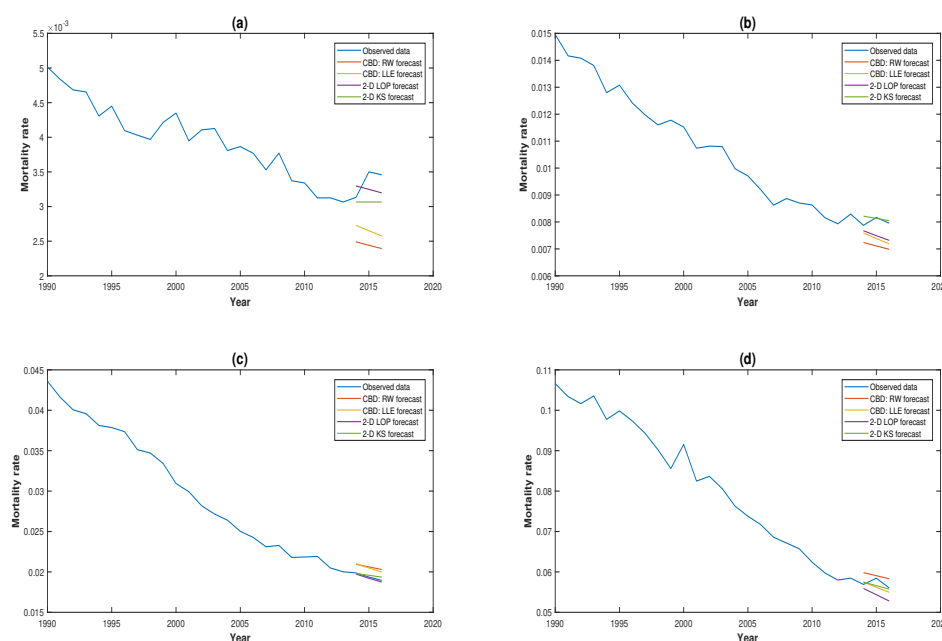 (a)
×10⁻³
5.5
5
4.5
4
3.5
3
2.5
2
Mortality rate
1990 1995 2000 2005 2010 2015 2020
Year
Observed data
CBD: RW forecast
CBD: LLE forecast
2-D LOP forecast
2-D KS forecast
(b)
0.015
0.014
0.013
0.012
0.011
0.01
0.009
0.008
0.007
0.006
Mortality rate
1990 1995 2000 2005 2010 2015 202
Year
Observed data
CBD: RW forecast
CBD: LLE forecast
2-D LOP forecast
2-D KS forecast
(c)
0.045
0.04
0.035
0.03
0.025
0.02
0.015
Mortality rate
1990 1995 2000 2005 2010 2015 2020
Year
Observed data
CBD: RW forecast
CBD: LLE forecast
2-D LOP forecast
2-D KS forecast
(d)
0.11
0.1
0.09
0.08
0.07
0.06
0.05
Mortality rate
1990 1995 2000 2005 2010 2015 202
Year
Observed data
CBD: RW forecast
CBD: LLE forecast
2-D LOP forecast
2-D KS forecast